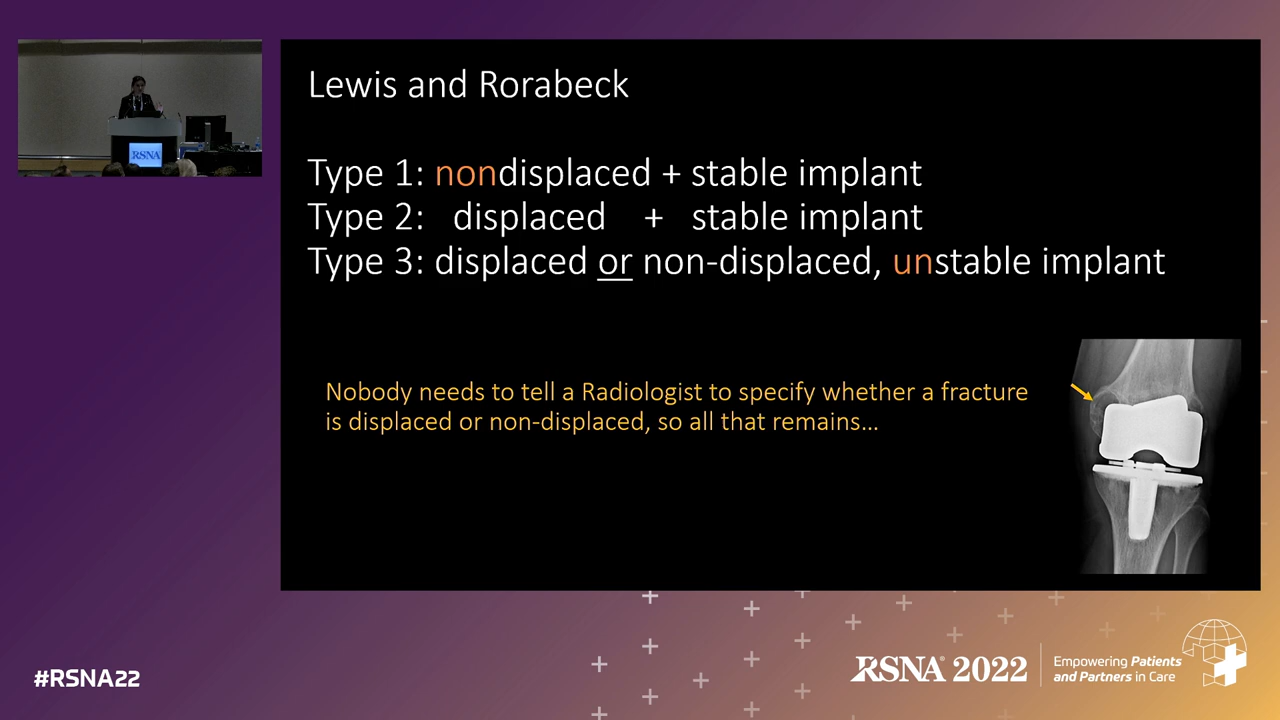 RSNA
Lewis and Rorabeck
Type 1: nondisplaced + stable implant
Type 2: displaced + stable implant
Type 3: displaced or non-displaced, unstable implant
Nobody needs to tell a Radiologist to specify whether a fracture
is displaced or non-displaced, so all that remains...
#RSNA22
RSNA® 2022
Empowering Patients
and Partners in Care